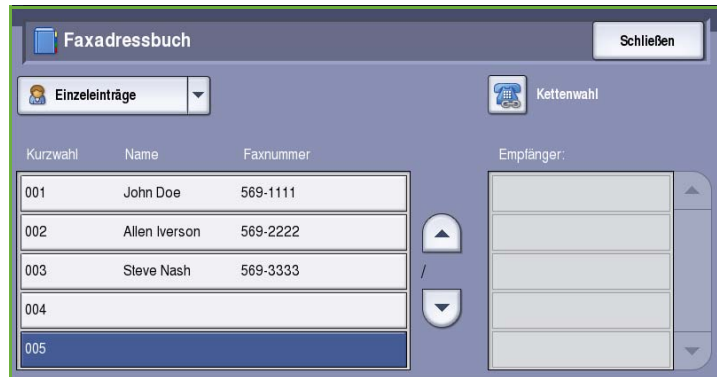 Faxadressbuch
Schließen
Einzeleinträge
Kettenwahl
Kurzwahl Name Faxnummer
Empfänger:
001 John Doe 569-1111
002 Allen Iverson 569-2222
003 Steve Nash 569-3333
/
004
005